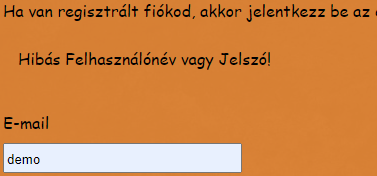 Ha van regisztrált fiókod, akkor jelentkezz be az
Hibás Felhasználónév vagy Jelszó!
E-mail
demo